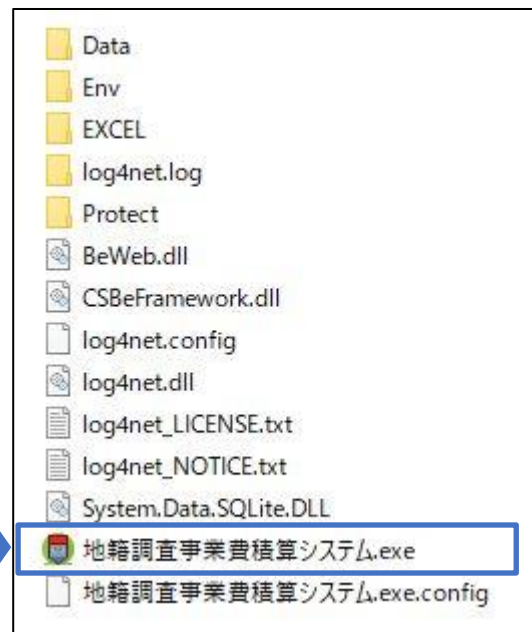 Data
Env
EXCEL
log4net.log
Protect
BeWeb.dll
CSBeFramework.dll
log4net.config
log4net.dll
log4net_LICENSE.txt
log4net_NOTICE.txt
System.Data.SQLite.DLL
地籍調査事業費積算システム.exe
地籍調査事業費積算システム.exe.config